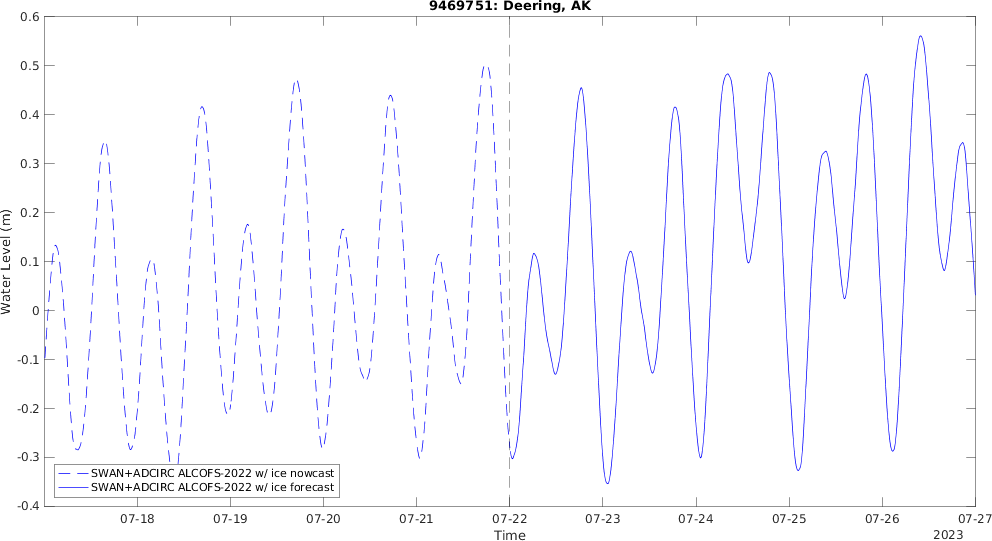 9469751: Deering, AK
0.6
0.5
0.4
0.3
0.2
0.1
0
-0.1
-0.2
-0.3
-0.4
Water Level (m)
SWAN+ADCIRC ALCOFS-2022 w/ ice nowcast
SWAN+ADCIRC ALCOFS-2022 w/ ice forecast
07-18 07-19 07-20 07-21 07-22 07-23 07-24 07-25 07-26 07-27
Time
2023